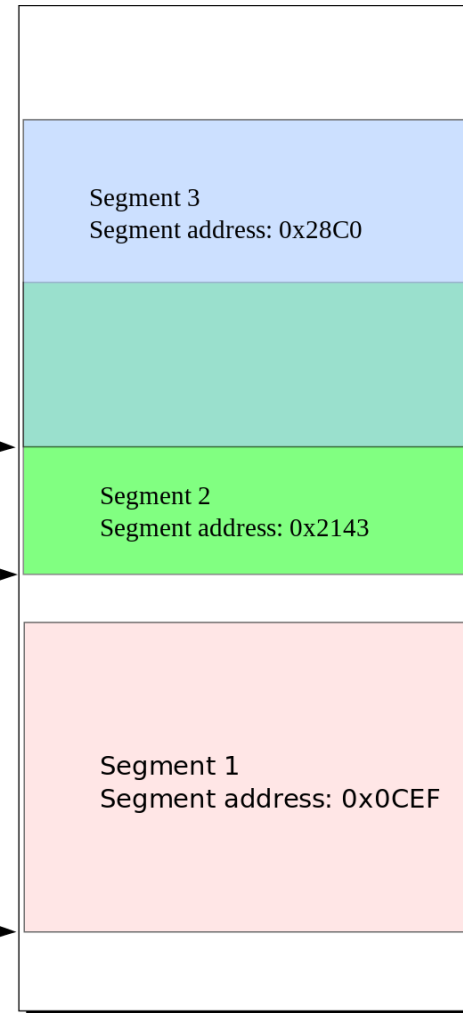 Segment 3
Segment address: 0x28C0
Segment 2
Segment address: 0x2143
Segment 1
Segment address: 0x0CEF